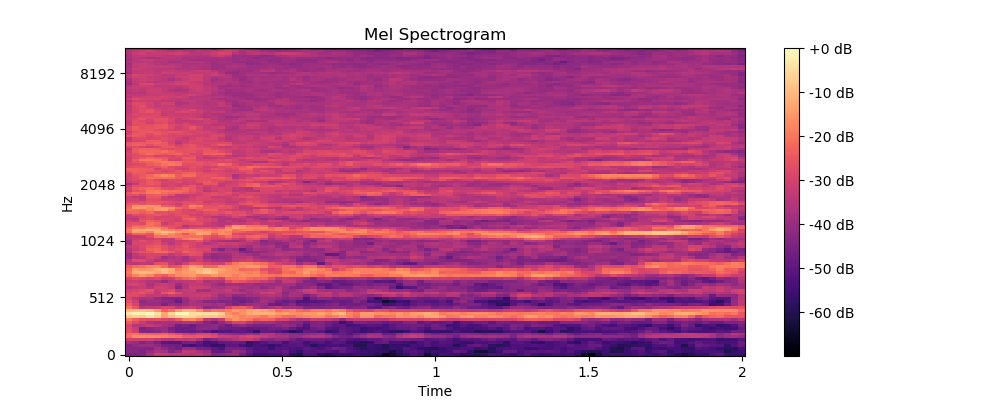 Mel Spectrogram
Hz
8192
4096
2048
1024
512
0
0
0.5
1
1.5
2
Time
+0 dB
-10 dB
-20 dB
-30 dB
-40 dB
-50 dB
-60 dB